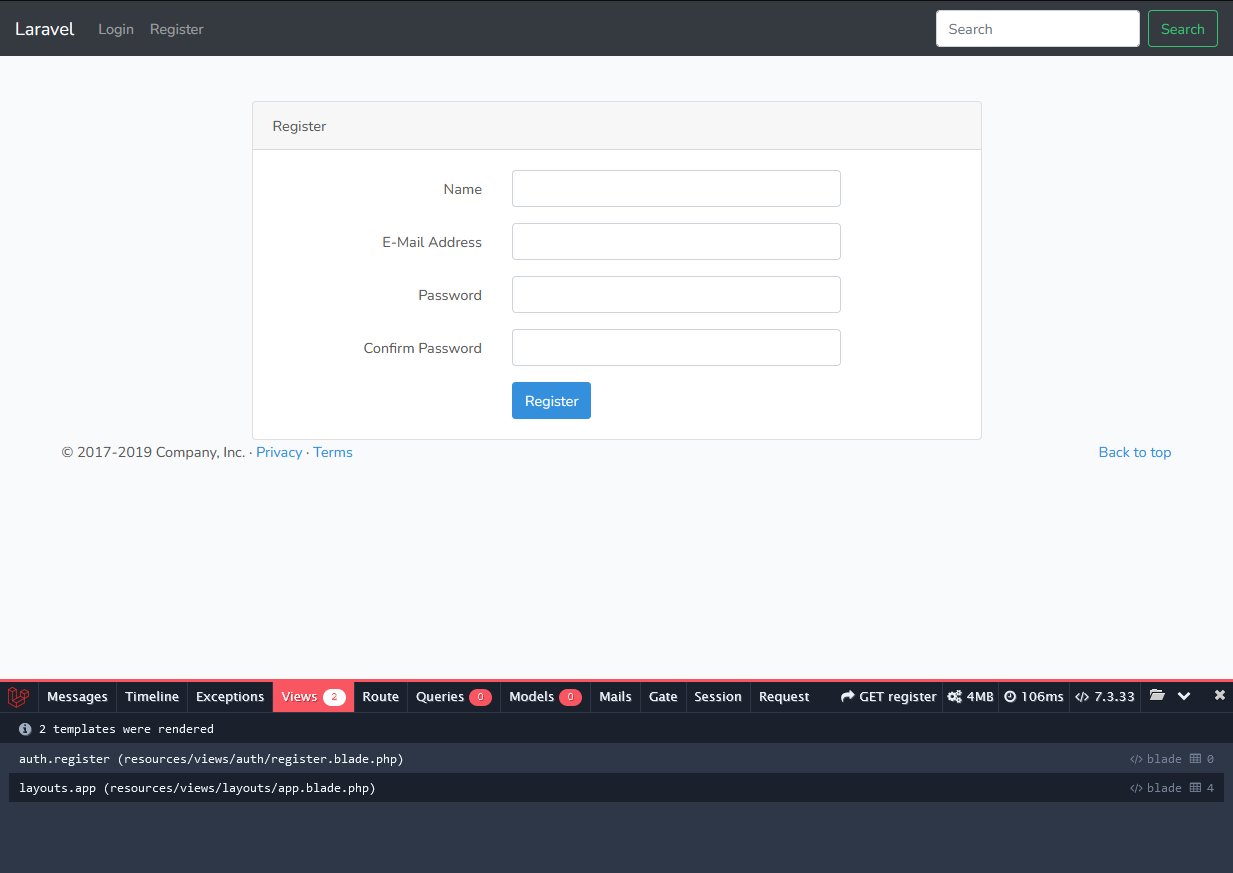 Laravel Login Register Search Search
Register
Name
E-Mail Address
Password
Confirm Password
Register
© 2017-2019 Company, Inc. · Privacy · Terms Back to top
Messages Timeline Exceptions Views 2 Route Queries 0 Models 0 Mails Gate Session Request GET register 4MB 106ms 7.3.33
2 templates were rendered
auth.register (resources/views/auth/register.blade.php) blade 0
layouts.app (resources/views/layouts/app.blade.php) blade 4